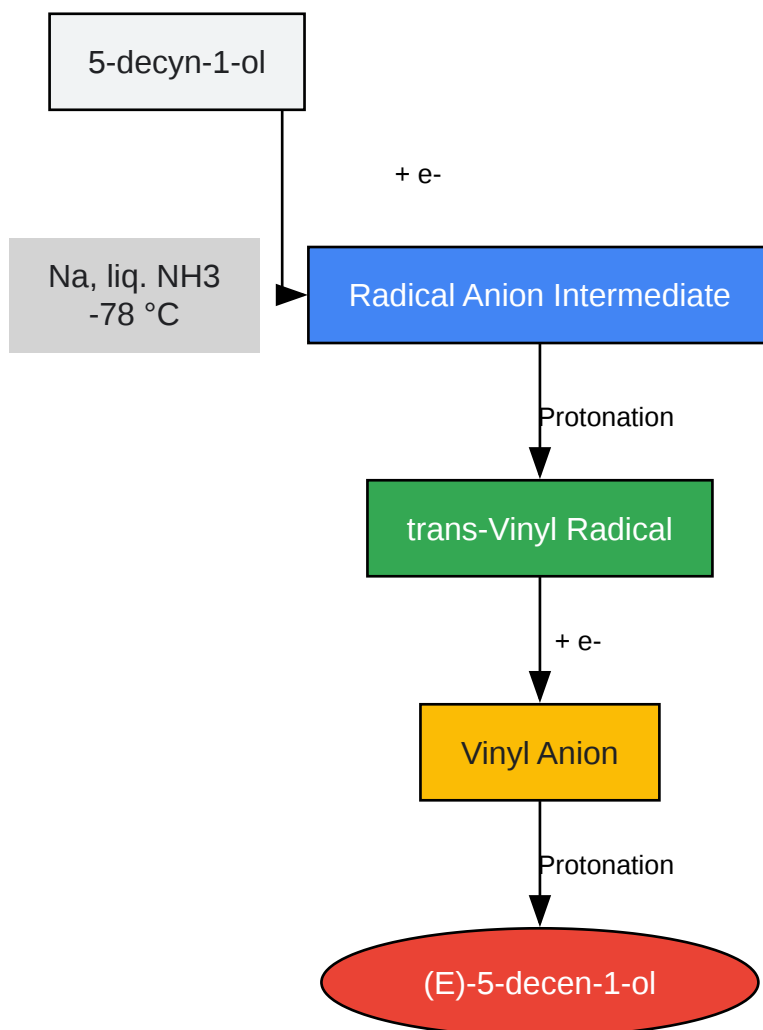 5-decyn-1-ol
+ e-
Na, liq. NH3
-78 °C
Radical Anion Intermediate
Protonation
trans-Vinyl Radical
+ e-
Vinyl Anion
Protonation
(E)-5-decen-1-ol